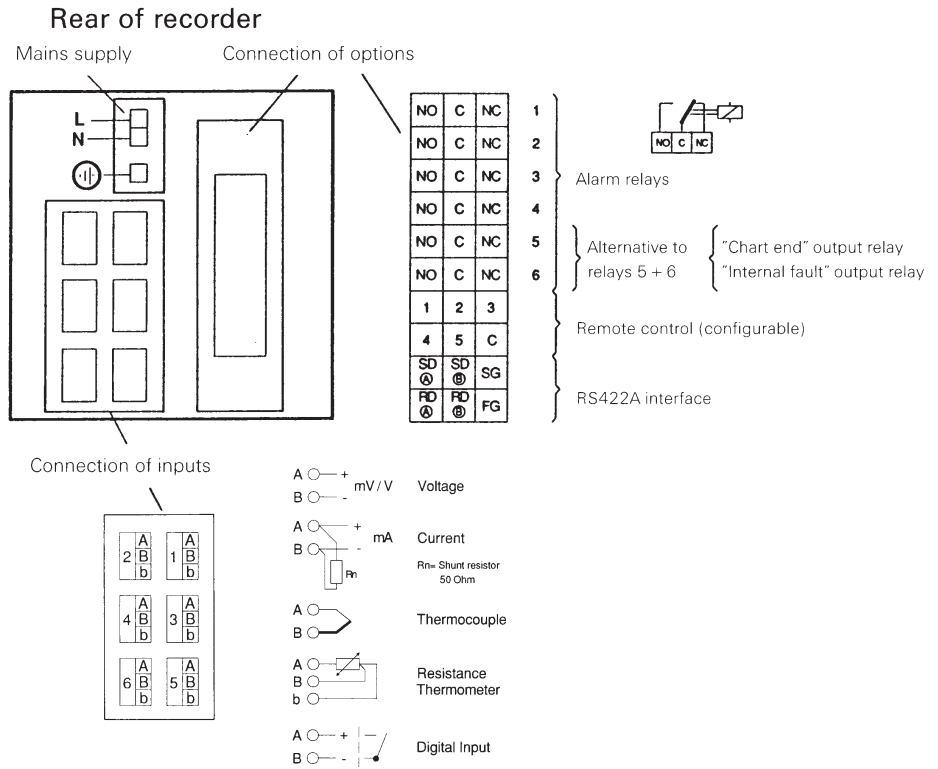 Rear of recorder
Mains supply
Connection of options
L
N
NO C NC 1
NO C NC 2
NO C NC 3
NO C NC 4
NO C NC 5
NO C NC 6
1 2 3
4 5 C
SD SD SG
A B
RD RD FG
A B
NO C NC
Alarm relays
Alternative to
relays 5 + 6
"Chart end" output relay
"Internal fault" output relay
Remote control (configurable)
RS422A interface
Connection of inputs
2 A B b
1 A B b
4 A B b
3 A B b
6 A B b
5 A B b
A +
mV / V Voltage
B -
A +
mA Current
B -
Rn
Rn= Shunt resistor
50 Ohm
A
Thermocouple
B
A
B
b
Resistance
Thermometer
A +
Digital Input
B -